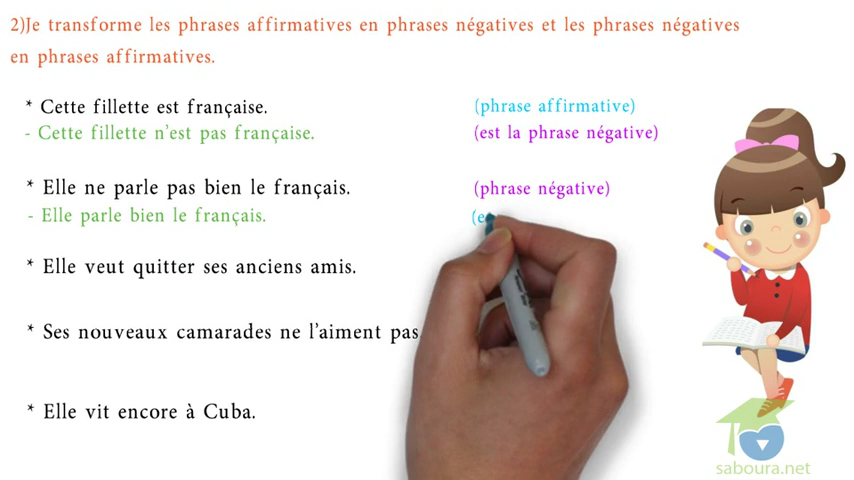 2)Je transforme les phrases affirmatives en phrases négatives et les phrases négatives
en phrases affirmatives.
* Cette fillette est française. (phrase affirmative)
- Cette fillette n'est pas française. (est la phrase négative)
* Elle ne parle pas bien le français. (phrase négative)
- Elle parle bien le français. (e
* Elle veut quitter ses anciens amis.
* Ses nouveaux camarades ne l'aiment pas.
* Elle vit encore à Cuba.
saboura.net